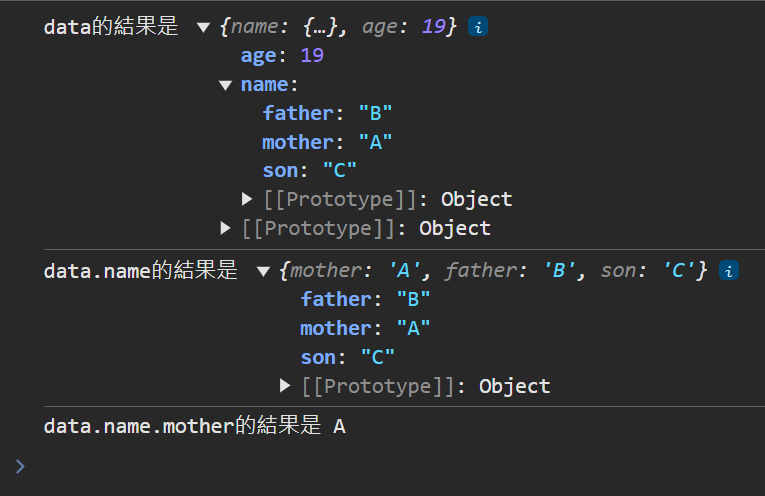 data的結果是 ▼ {name: {…}, age: 19} i
age: 19
▼ name:
father: "B"
mother: "A"
son: "C"
▶ [[Prototype]]: Object
▶ [[Prototype]]: Object
data.name的結果是 ▼ {mother: 'A', father: 'B', son: 'C'} i
father: "B"
mother: "A"
son: "C"
▶ [[Prototype]]: Object
data.name.mother的結果是 A
>